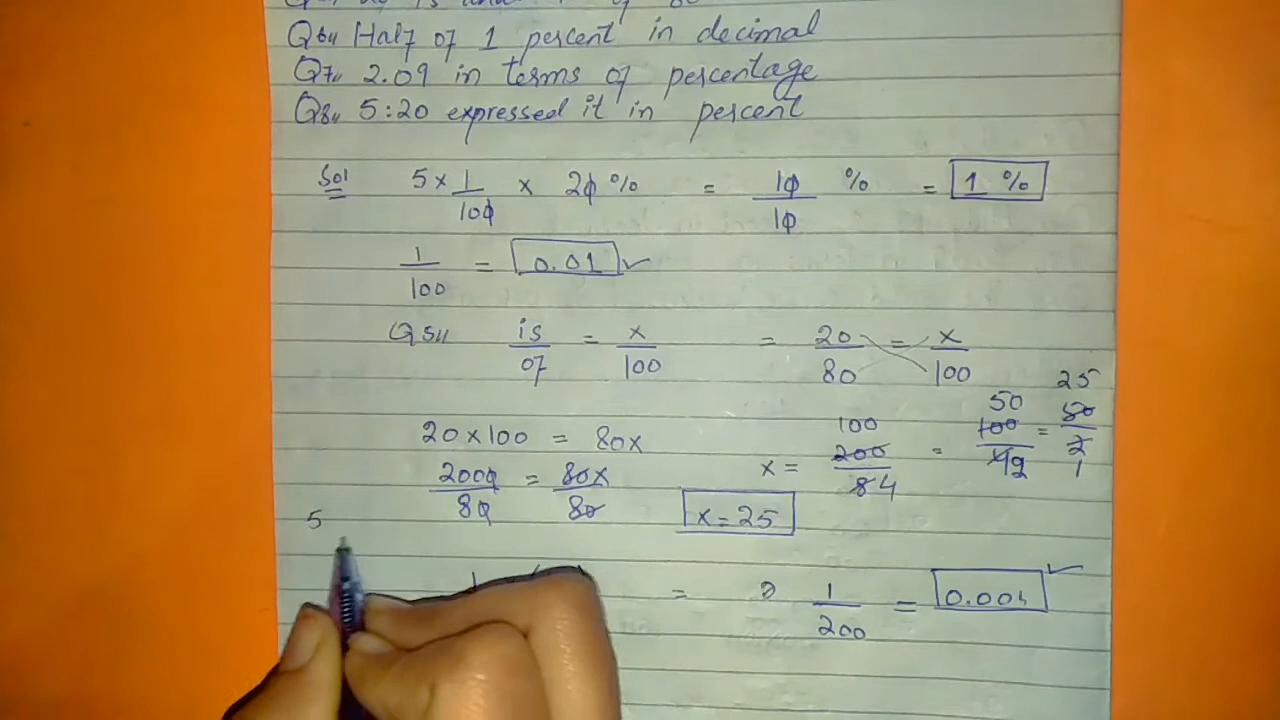 Q6 Half of 1 percent in decimal
Q7 2.09 in terms of percentage
Q8 5:20 expressed it in percent
Sol 5 × 1/100 × 20 % = 10/10 % = 1 %
1/100 = 0.01 ✓
Q5 is/of = x/100 = 20/80 = x/100
20 × 100 = 80x
2000/80 = 80x/80
x = 200/8 100/4 = 100/4 50/2 = 50/2 25/1
x = 25
5
= 1/200 = 0.005 ✓